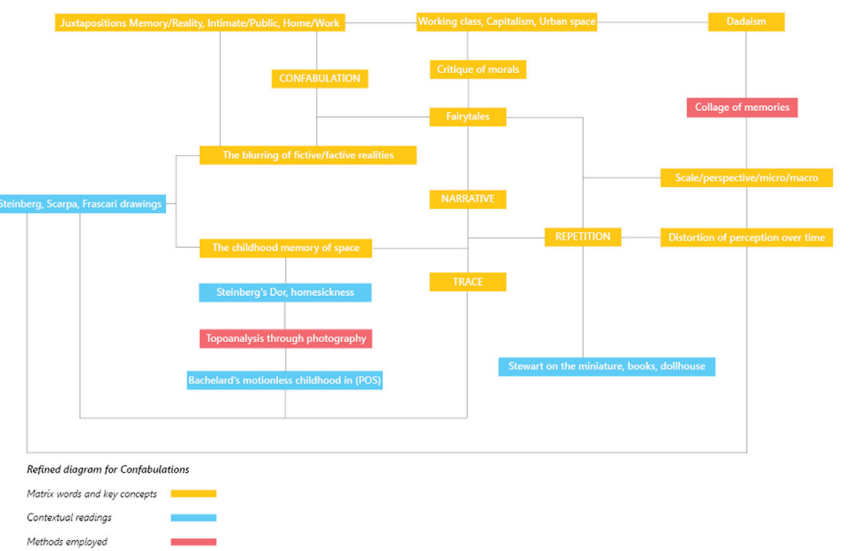 Juxtapositions Memory/Reality, Intimate/Public, Home/Work
Working class, Capitalism, Urban space
Dadaism
Critique of morals
CONFABULATION
Collage of memories
Fairytales
The blurring of fictive/factive realities
Scale/perspective/micro/macro
NARRATIVE
Steinberg, Scarpa, Frascari drawings
REPETITION
Distortion of perception over time
The childhood memory of space
TRACE
Steinberg's Dor, homesickness
Topoanalysis through photography
Stewart on the miniature, books, dollhouse
Bachelard's motionless childhood in (POS)
Refined diagram for Confabulations
Matrix words and key concepts
Contextual readings
Methods employed